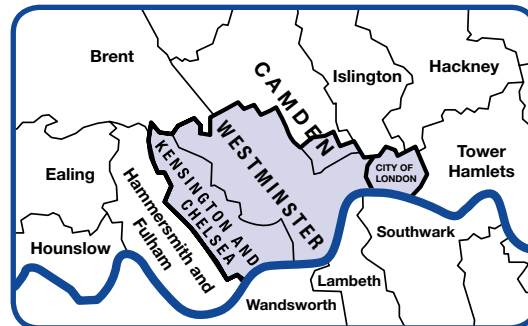 Brent
CAMDEN
Islington
Hackney
WESTMINSTER
CITY OF
LONDON
Tower
Hamlets
Ealing
KENSINGTON AND
CHELSEA
Hammersmith and
Fulham
Hounslow
Southwark
Lambeth
Wandsworth